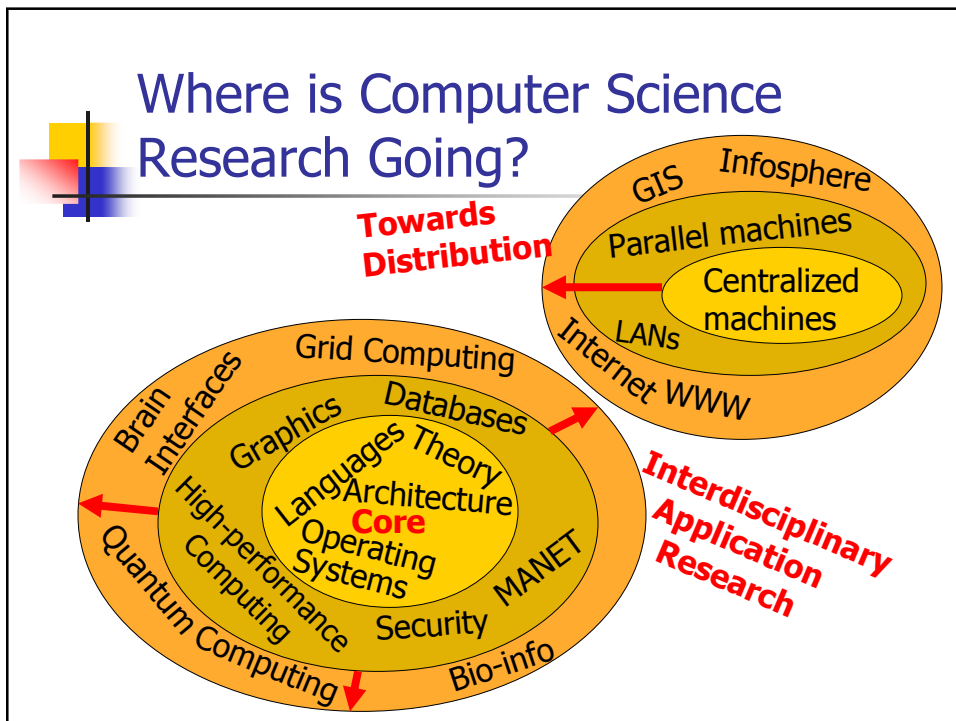 Where is Computer Science
Research Going?
Infosphere
GIS
Towards
Distribution
Parallel machines
Centralized
machines
LANs
Internet WWW
Grid Computing
Brain
Interfaces
Databases
Graphics
Languages
Theory
Architecture
Core
Operating
Systems
High-performance
Computing
MANET
Security
Quantum Computing
Bio-info
Interdisciplinary
Application
Research